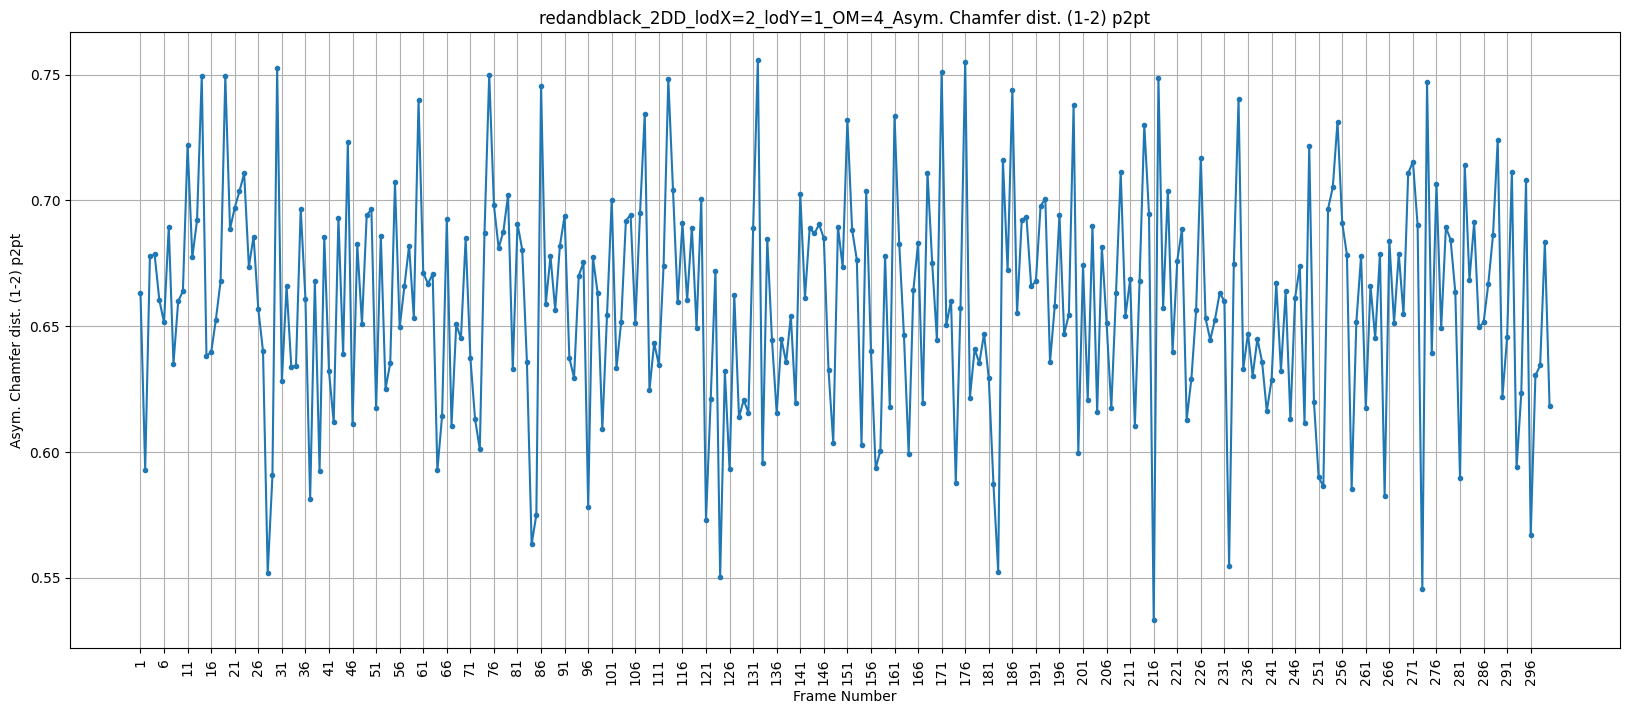 redandblack_2DD_lodX=2_lodY=1_OM=4_Asym. Chamfer dist. (1-2) p2pt
Asym. Chamfer dist. (1-2) p2pt
0.75
0.70
0.65
0.60
0.55
1 6 11 16 21 26 31 36 41 46 51 56 61 66 71 76 81 86 91 96 101 106 111 116 121 126 131 136 141 146 151 156 161 166 171 176 181 186 191 196 201 206 211 216 221 226 231 236 241 246 251 256 261 266 271 276 281 286 291 296
Frame Number